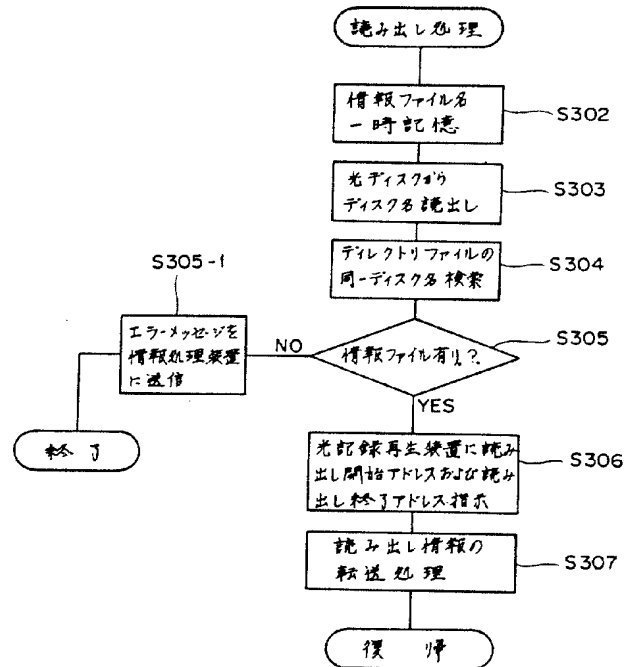 読み出し処理
情報ファイル名
一時記憶
S302
光ディスクから
ディスク名読出し
S303
ディレクトリファイルの
同一ディスク名検索
S304
S305-1
エラーメッセージを
情報処理装置
に送信
NO
情報ファイル有り?
S305
YES
終了
光記録再生装置に読み
出し開始アドレスおよび読み
出し終了アドレス指示
S306
読み出し情報の
転送処理
S307
復帰